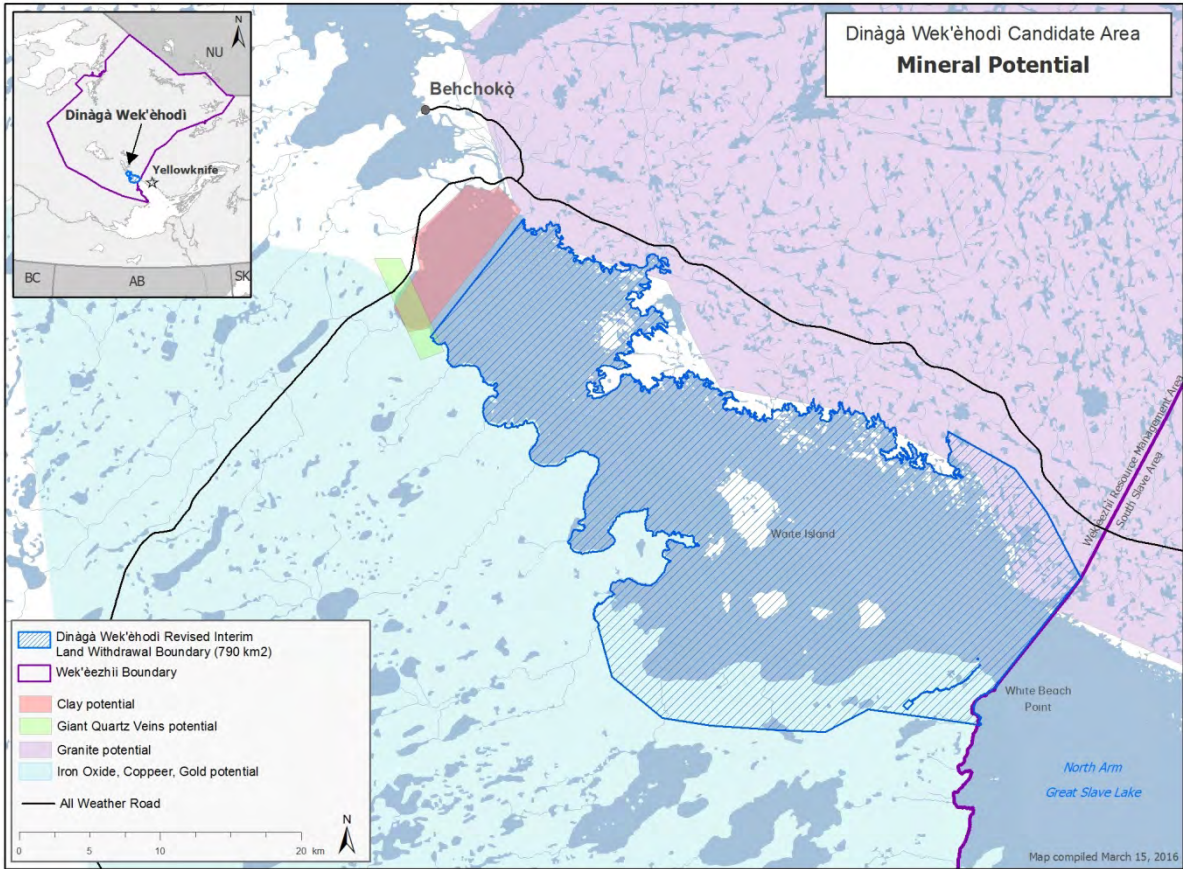 Dinàgà Wek'èhodì Candidate Area
Mineral Potential
N
NU
Dinàgà Wek'èhodì
Yellowknife
BC
AB
SK
Behchokǫ̀
Waite Island
Wek'èezhìi Resource Management Area
South Slave Area
White Beach
Point
North Arm
Great Slave Lake
Dinàgà Wek'èhodì Revised Interim
Land Withdrawal Boundary (790 km2)
Wek'èezhìi Boundary
Clay potential
Giant Quartz Veins potential
Granite potential
Iron Oxide, Coppeer, Gold potential
All Weather Road
0 5 10 20 km
N
Map compiled March 15, 2016